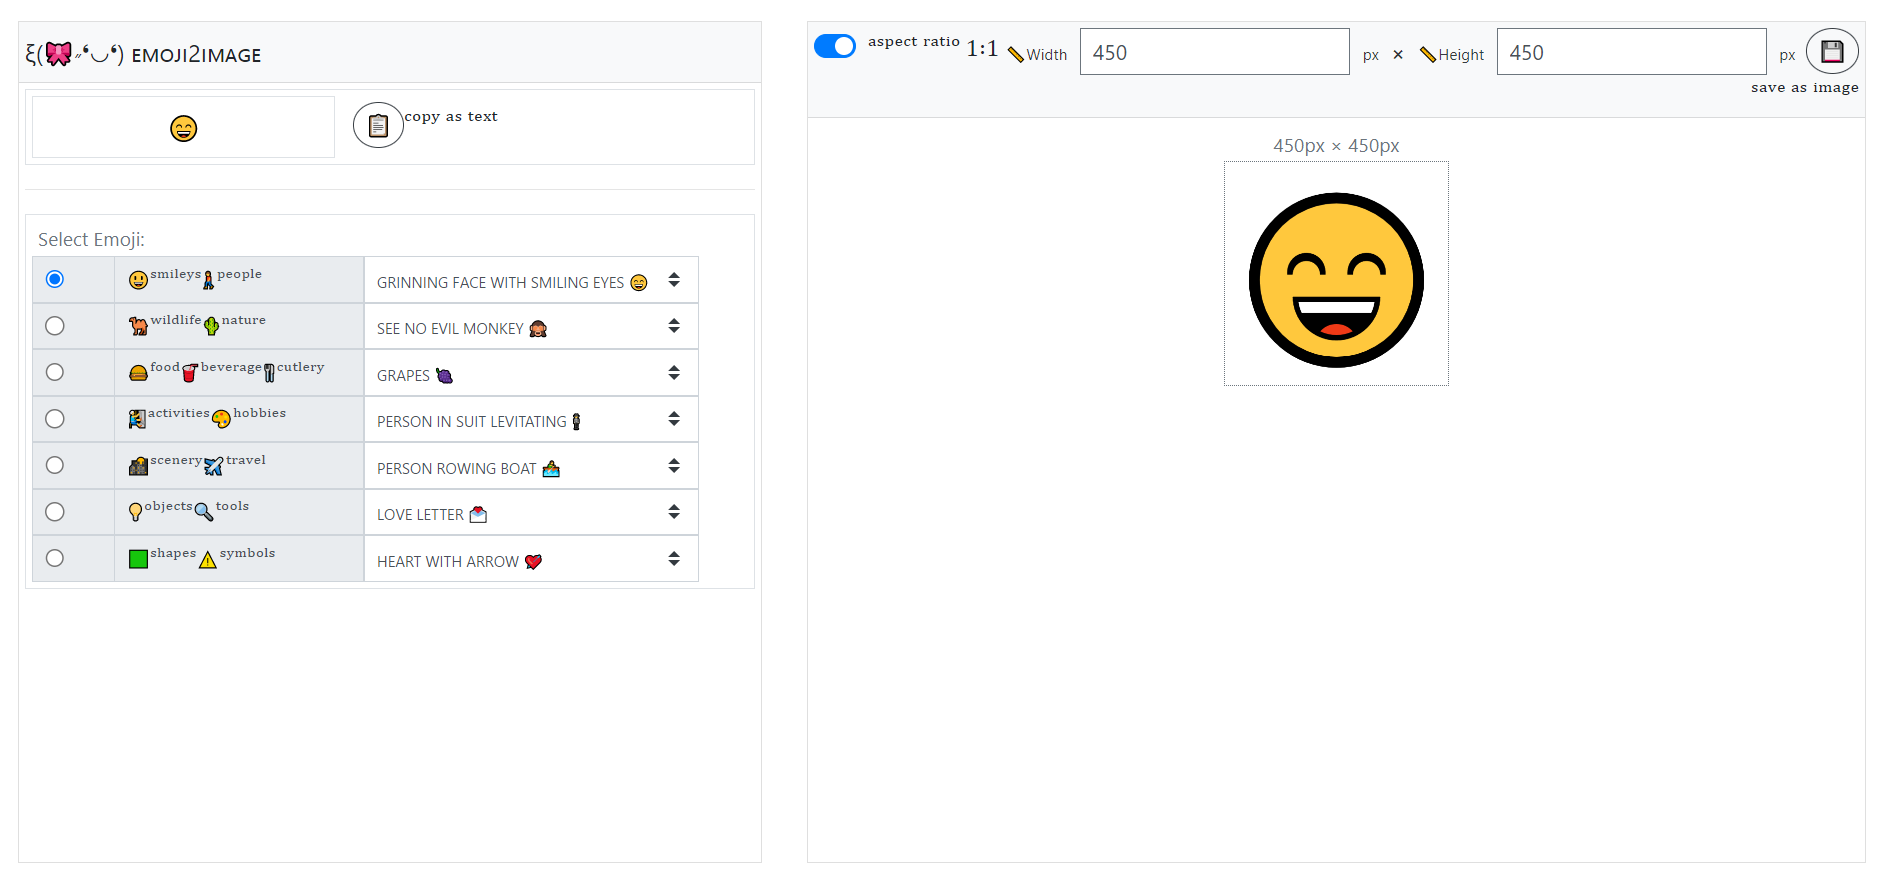 ξ(🎀˶❛◡❛) EMOJI2IMAGE
😄
📋 copy as text
Select Emoji:
😃smileys🚶people GRINNING FACE WITH SMILING EYES 😄
🐪wildlife🌵nature SEE NO EVIL MONKEY 🙈
🍔food🥤beverage🍴cutlery GRAPES 🍇
🧗activities🎨hobbies PERSON IN SUIT LEVITATING 🕴
🌉scenery✈travel PERSON ROWING BOAT 🚣
💡objects🔍tools LOVE LETTER 💌
🟩shapes⚠symbols HEART WITH ARROW 💘
aspect ratio 1:1 📏Width 450 px × 📏Height 450 px 💾
save as image
450px × 450px